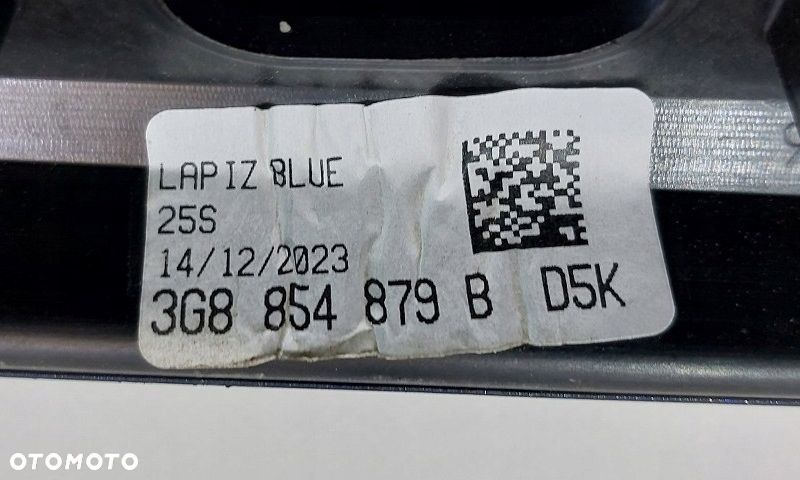 LAPIZ BLUE
25S
14/12/2023
3G8 854 879 B D5K
OTOMOTO